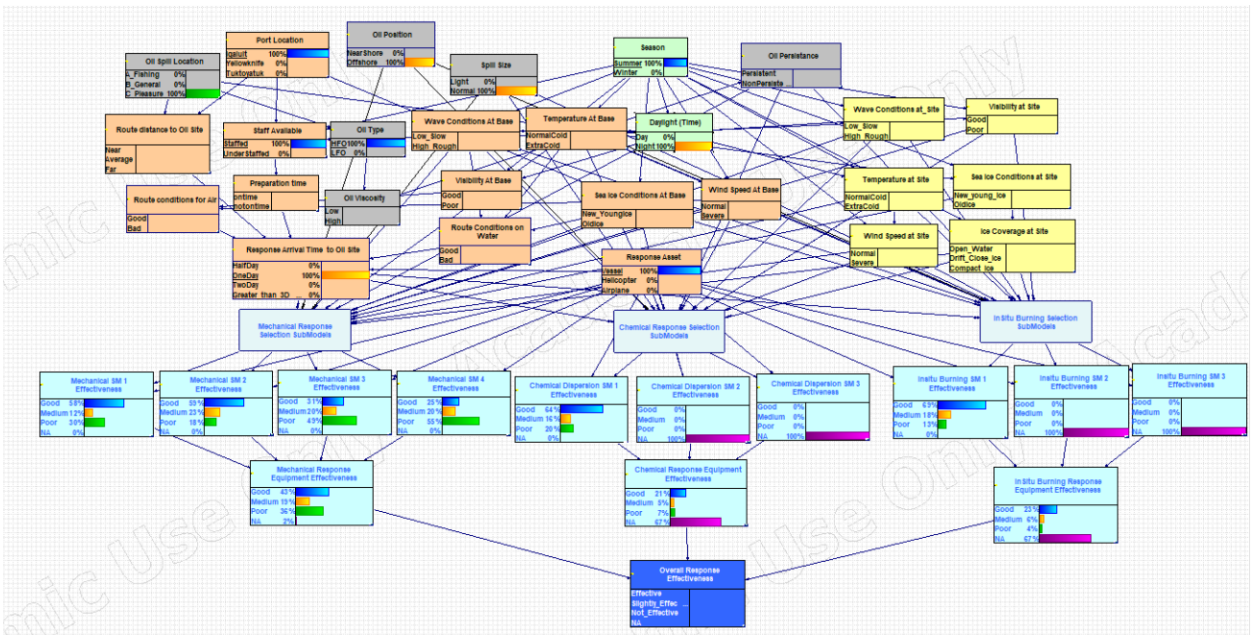 Oil Spill Location
A_Fishing 0%
B_General 0%
C_Pleasure 100%
Port Location
Iqaluit 100%
Yellowknife 0%
Tuktoyatuk 0%
Oil Position
NearShore 0%
Offshore 100%
Spill Size
Light 0%
Normal 100%
Season
Summer 100%
Winter 0%
Oil Persistance
Persistent
NonPersiste ...
Route distance to Oil Site
Near
Average
Far
Staff Available
Staffed 100%
UnderStaffed 0%
Oil Type
HFO 100%
LFO 0%
Wave Conditions At Base
Low_Slow
High_Rough
Temperature At Base
NormalCold
ExtraCold
Daylight (Time)
Day 0%
Night 100%
Wave Conditions at_Site
Low_Slow
High_Rough
Visibility at Site
Good
Poor
Route conditions for Air
Good
Bad
Preparation time
ontime
notontime
Oil Viscosity
Low
High
Visibility At Base
Good
Poor
Sea Ice Conditions At Base
New_YoungIce
OldIce
Wind Speed At Base
Normal
Severe
Temperature at Site
NormalCold
ExtraCold
Sea Ice Conditions at Site
New_young_Ice
Oldice
Response Arrival Time to Oil Site
HalfDay 0%
OneDay 100%
TwoDay 0%
Greater than 3D ... 0%
Route Conditions on
Water
Good
Bad
Response Asset
Vessel 100%
Helicopter 0%
Airplane 0%
Wind Speed at Site
Normal
Severe
Ice Coverage at Site
Open_Water
Drift_Close_Ice
Compact_Ice
Mechanical Response
Selection SubModels
Chemical Response Selection
SubModels
InSitu Burning Selection
SubModels
Mechanical SM 1
Effectiveness
Good 58%
Medium 12%
Poor 30%
NA 0%
Mechanical SM 2
Effectiveness
Good 59%
Medium 23%
Poor 18%
NA 0%
Mechanical SM 3
Effectiveness
Good 31%
Medium 20%
Poor 49%
NA 0%
Mechanical SM 4
Effectiveness
Good 25%
Medium 20%
Poor 55%
NA 0%
Chemical Dispersion SM 1
Effectiveness
Good 64%
Medium 16%
Poor 20%
NA 0%
Chemical Dispersion SM 2
Effectiveness
Good 0%
Medium 0%
Poor 0%
NA 100%
Chemical Dispersion SM 3
Effectiveness
Good 0%
Medium 0%
Poor 0%
NA 100%
Insitu Burning SM 1
Effectiveness
Good 69%
Medium 18%
Poor 13%
NA 0%
Insitu Burning SM 2
Effectiveness
Good 0%
Medium 0%
Poor 0%
NA 100%
Insitu Burning SM 3
Effectiveness
Good 0%
Medium 0%
Poor 0%
NA 100%
Mechanical Response
Equipment Effectiveness
Good 43%
Medium 19%
Poor 36%
NA 2%
Chemical Response Equipment
Effectiveness
Good 21%
Medium 5%
Poor 7%
NA 67%
InSitu Burning Response
Equipment Effectiveness
Good 23%
Medium 6%
Poor 4%
NA 67%
Overall Response
Effectiveness
Effective
Slightly_Effec ...
Not_Effective
NA